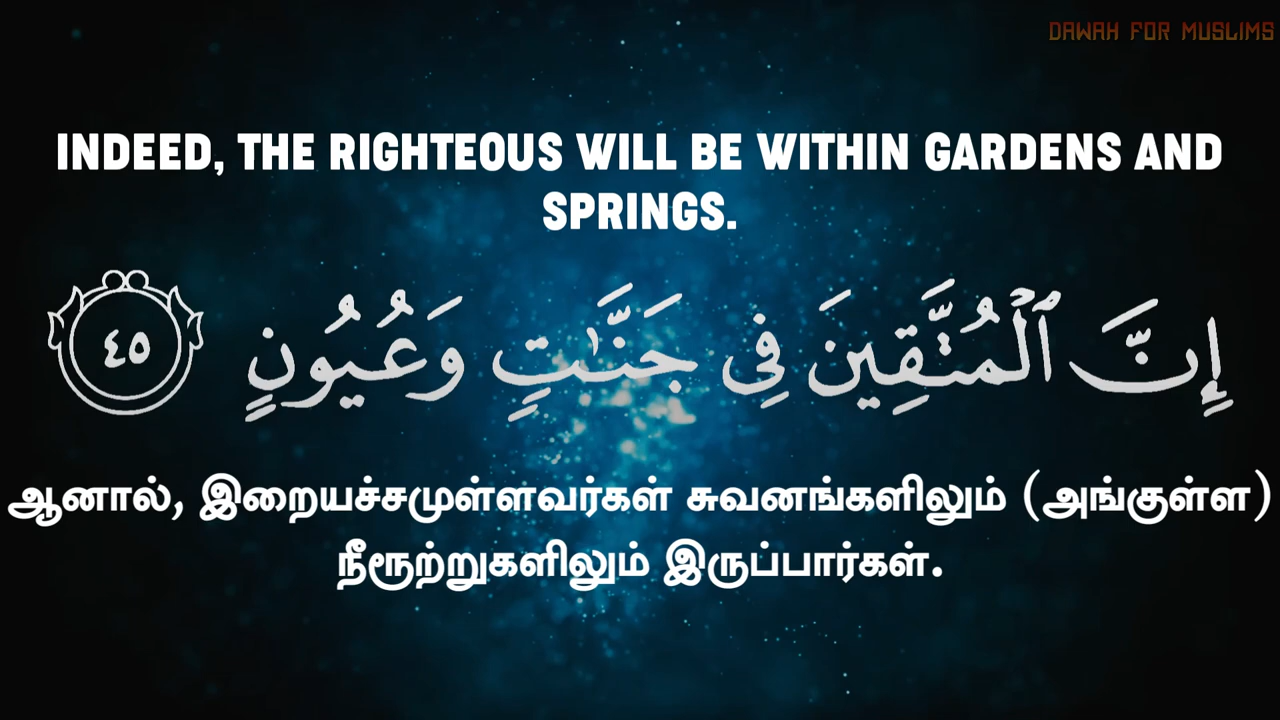 DAWAH FOR MUSLIMS
INDEED, THE RIGHTEOUS WILL BE WITHIN GARDENS AND
SPRINGS.
إِنَّ ٱلْمُتَّقِينَ فِى جَنَّـٰتٍ وَعُيُونٍ ٤٥
ஆனால், இறையச்சமுள்ளவர்கள் சுவனங்களிலும் (அங்குள்ள)
நீரூற்றுகளிலும் இருப்பார்கள்.